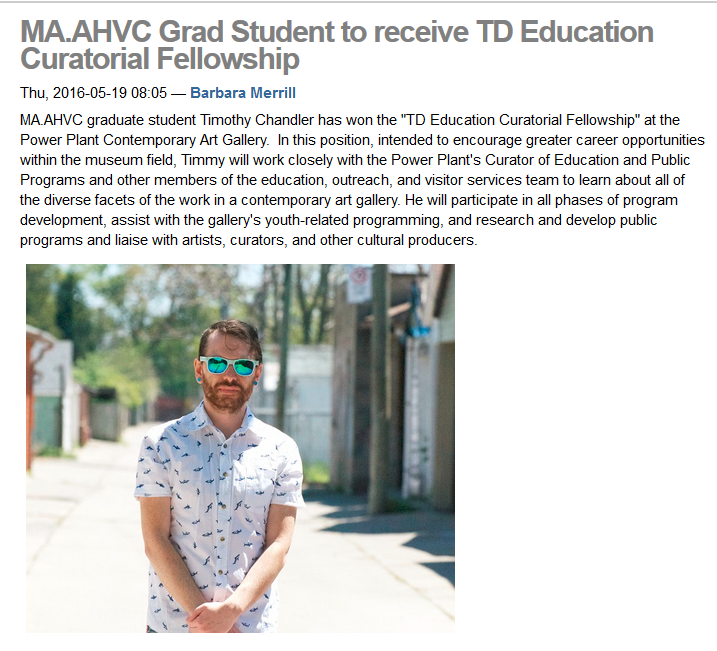 MA.AHVC Grad Student to receive TD Education
Curatorial Fellowship
Thu, 2016-05-19 08:05 — Barbara Merrill
MA.AHVC graduate student Timothy Chandler has won the "TD Education Curatorial Fellowship" at the
Power Plant Contemporary Art Gallery.  In this position, intended to encourage greater career opportunities
within the museum field, Timmy will work closely with the Power Plant's Curator of Education and Public
Programs and other members of the education, outreach, and visitor services team to learn about all of
the diverse facets of the work in a contemporary art gallery. He will participate in all phases of program
development, assist with the gallery's youth-related programming, and research and develop public
programs and liaise with artists, curators, and other cultural producers.